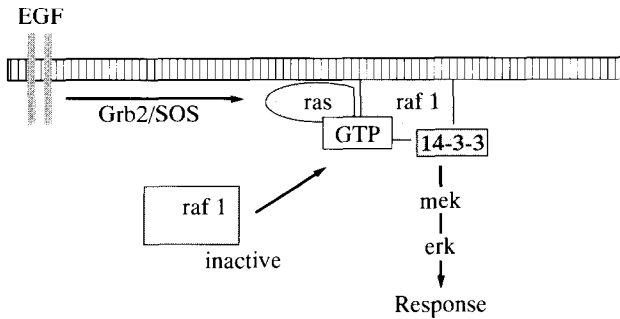 EGF
Grb2/SOS
ras
raf 1
GTP
14-3-3
raf 1
mek
inactive
erk
Response